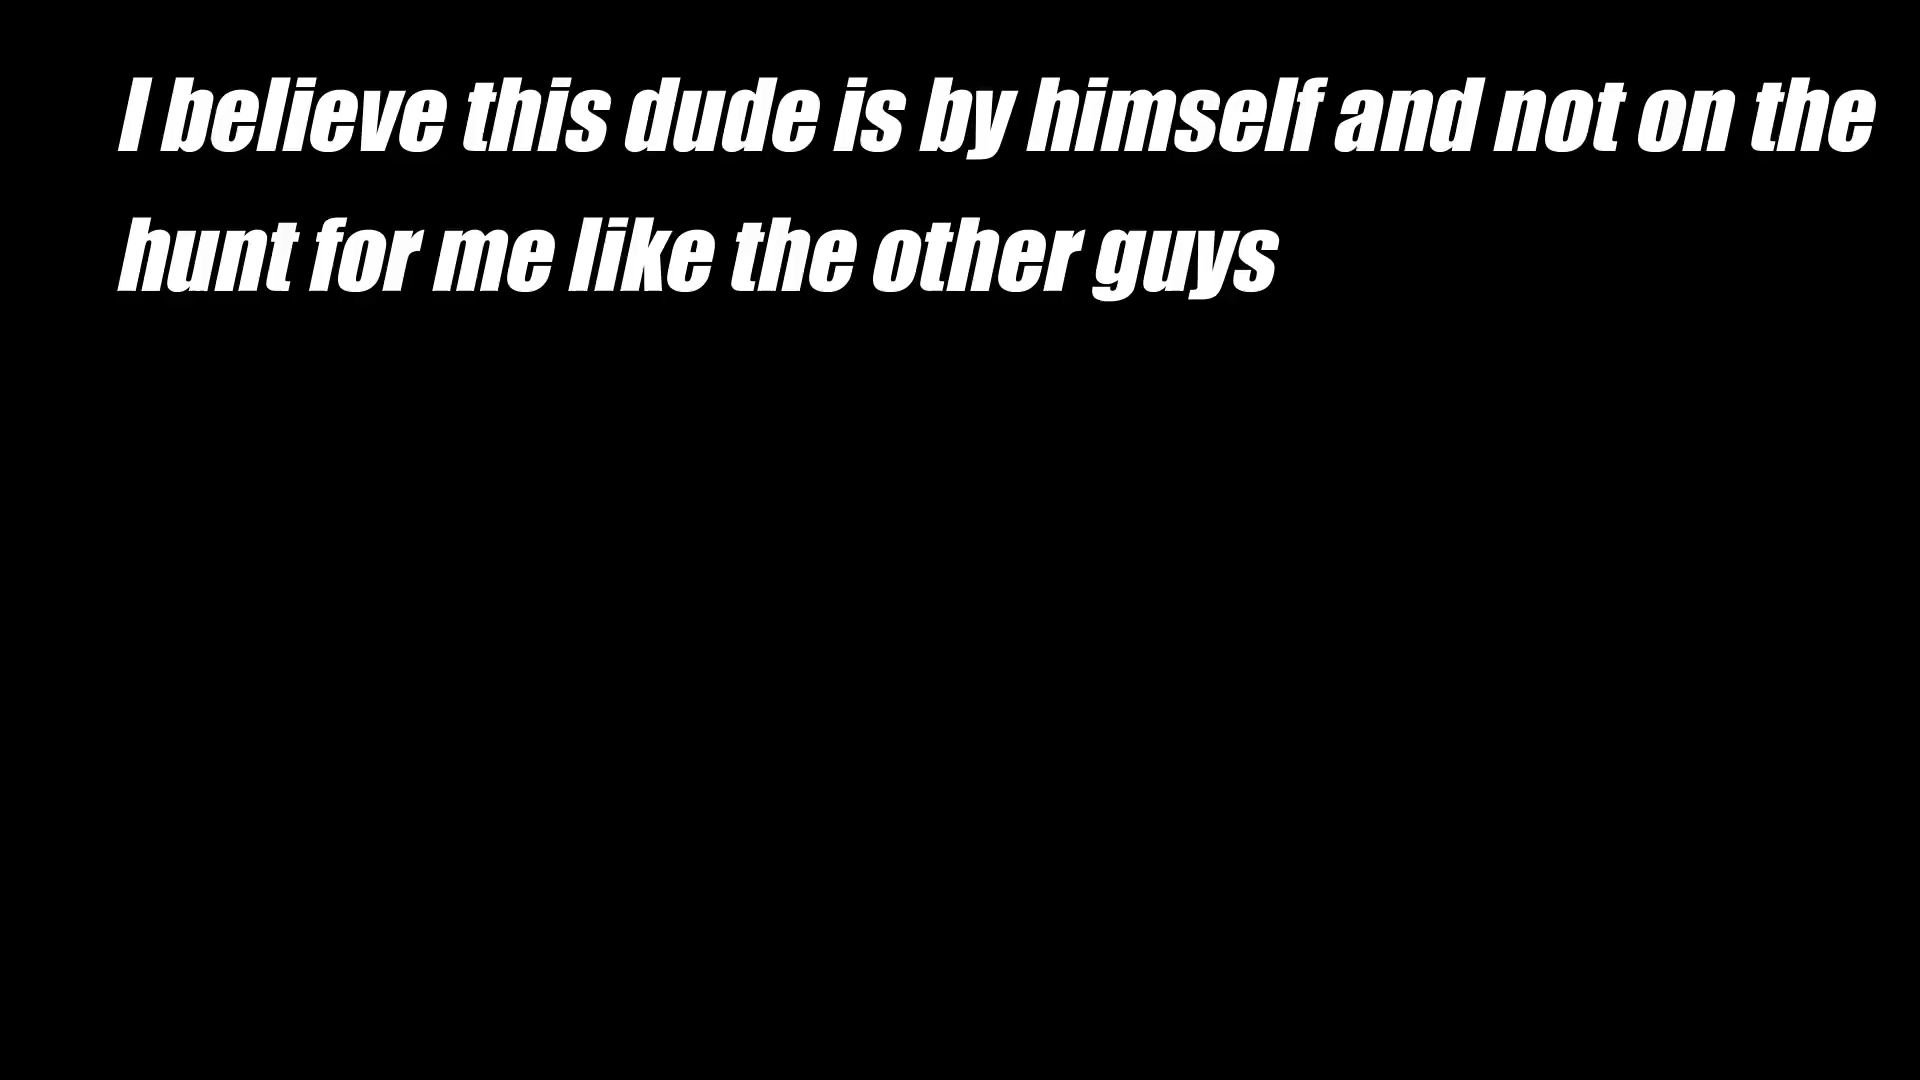 I believe this dude is by himself and not on the
hunt for me like the other guys